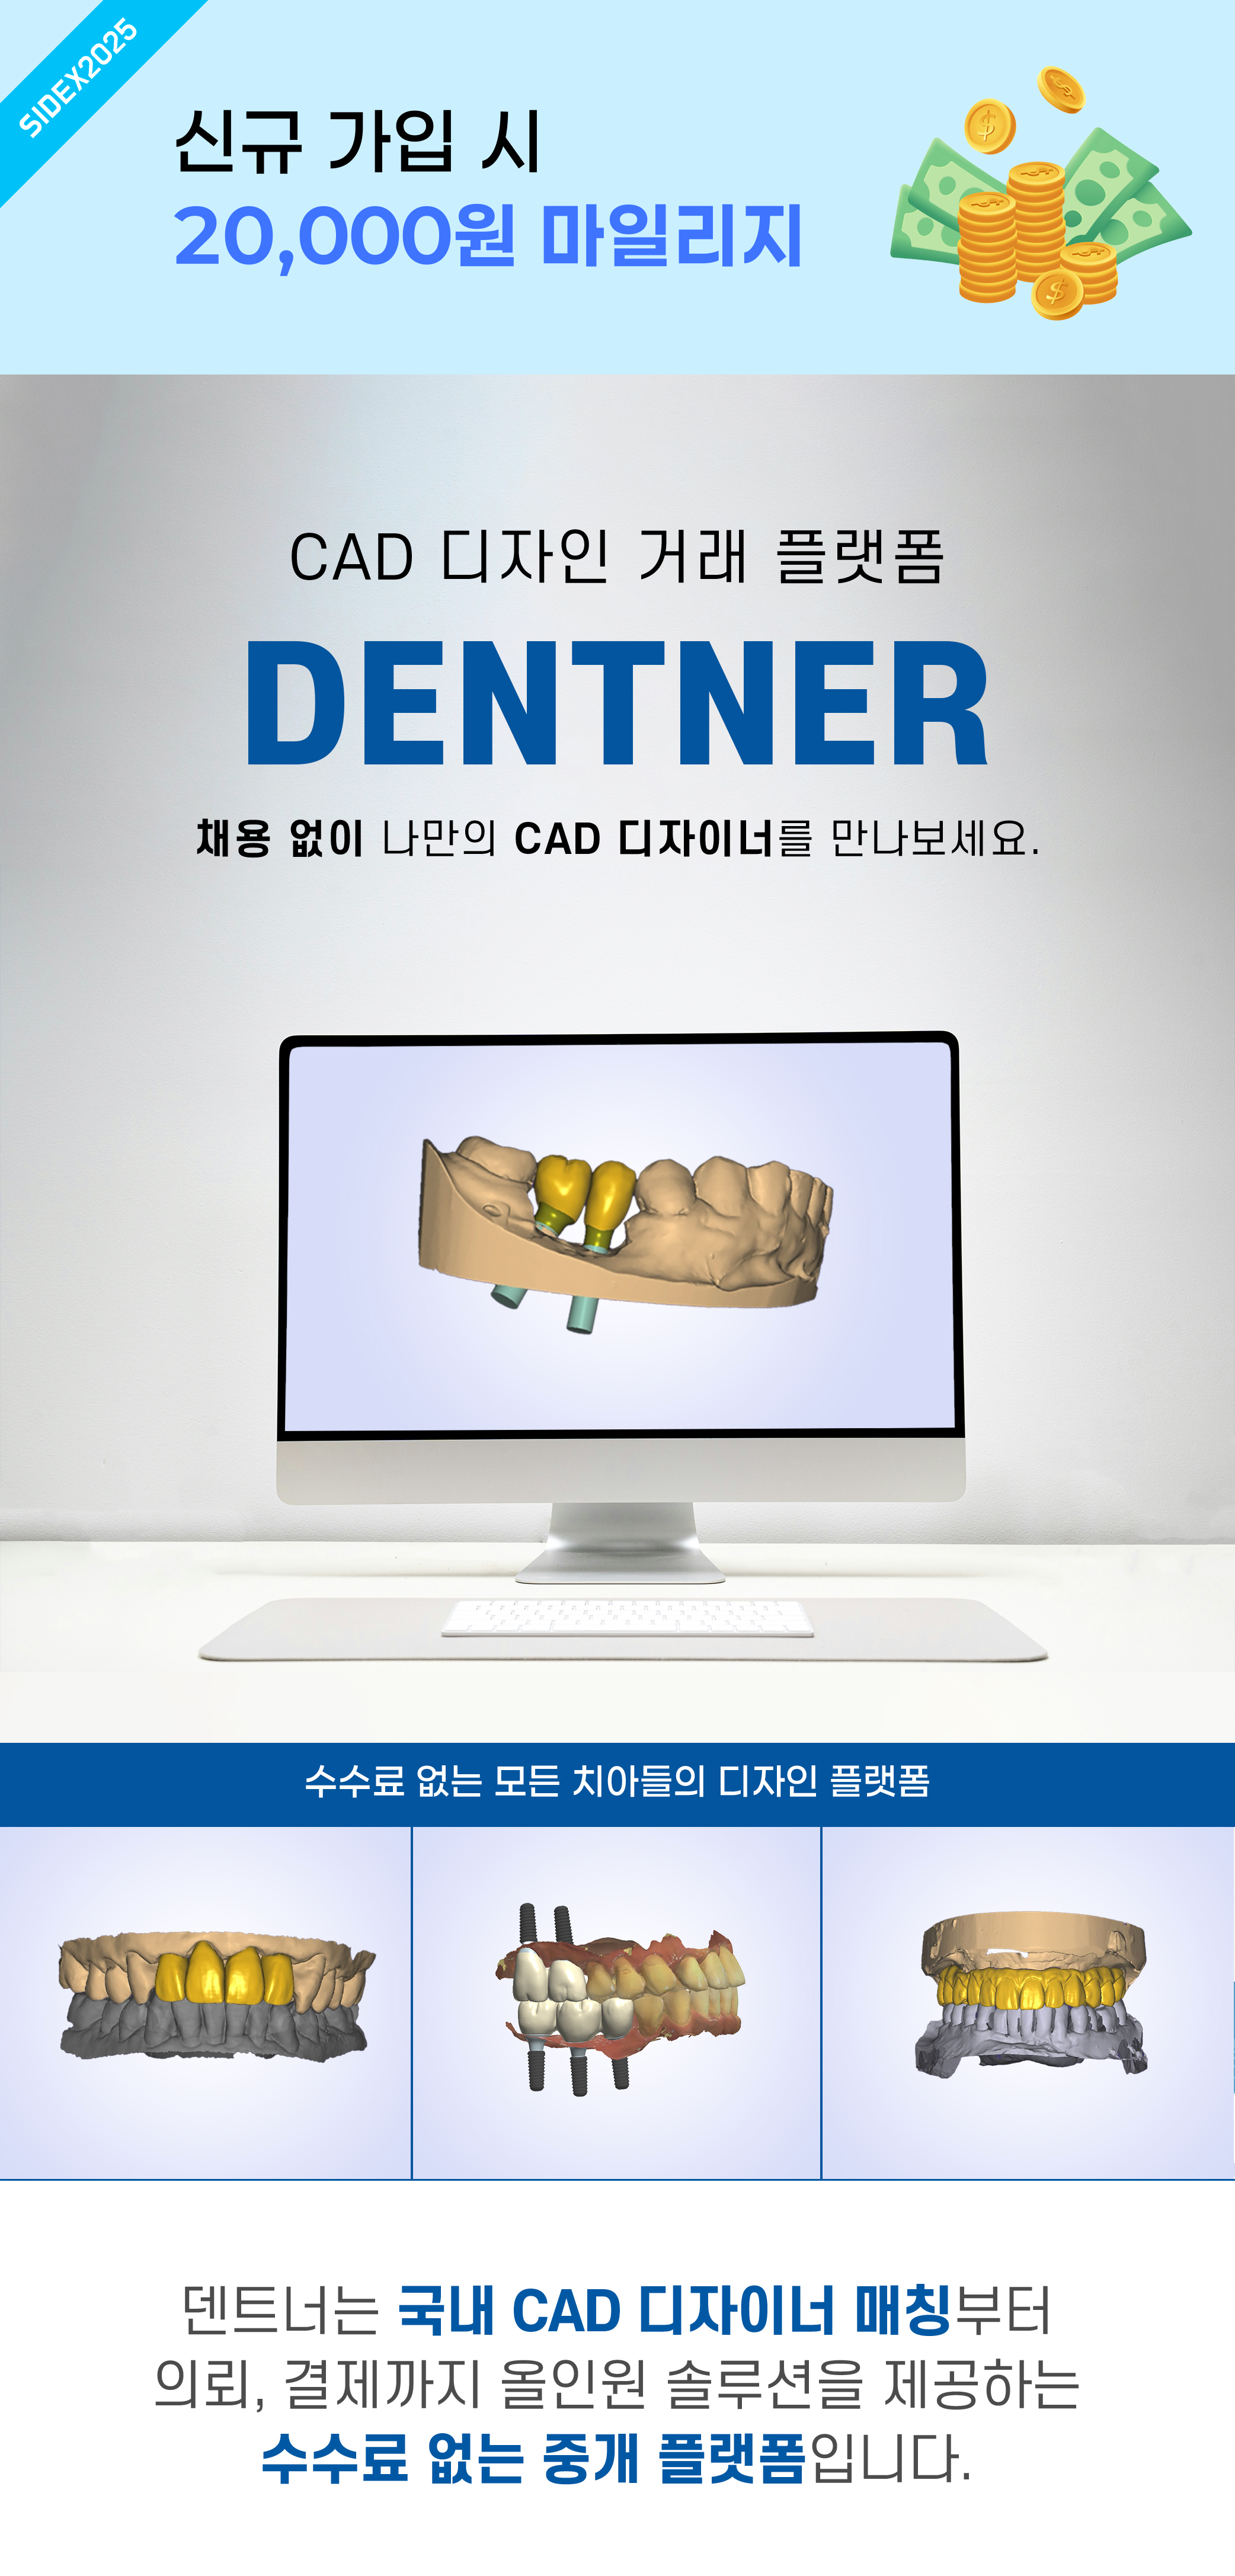 SIDEX2025
신규 가입 시
20,000원 마일리지
CAD 디자인 거래 플랫폼
DENTNER
채용 없이 나만의 CAD 디자이너를 만나보세요.
수수료 없는 모든 치아들의 디자인 플랫폼
덴트너는 국내 CAD 디자이너 매칭부터
의뢰, 결제까지 올인원 솔루션을 제공하는
수수료 없는 중개 플랫폼입니다.